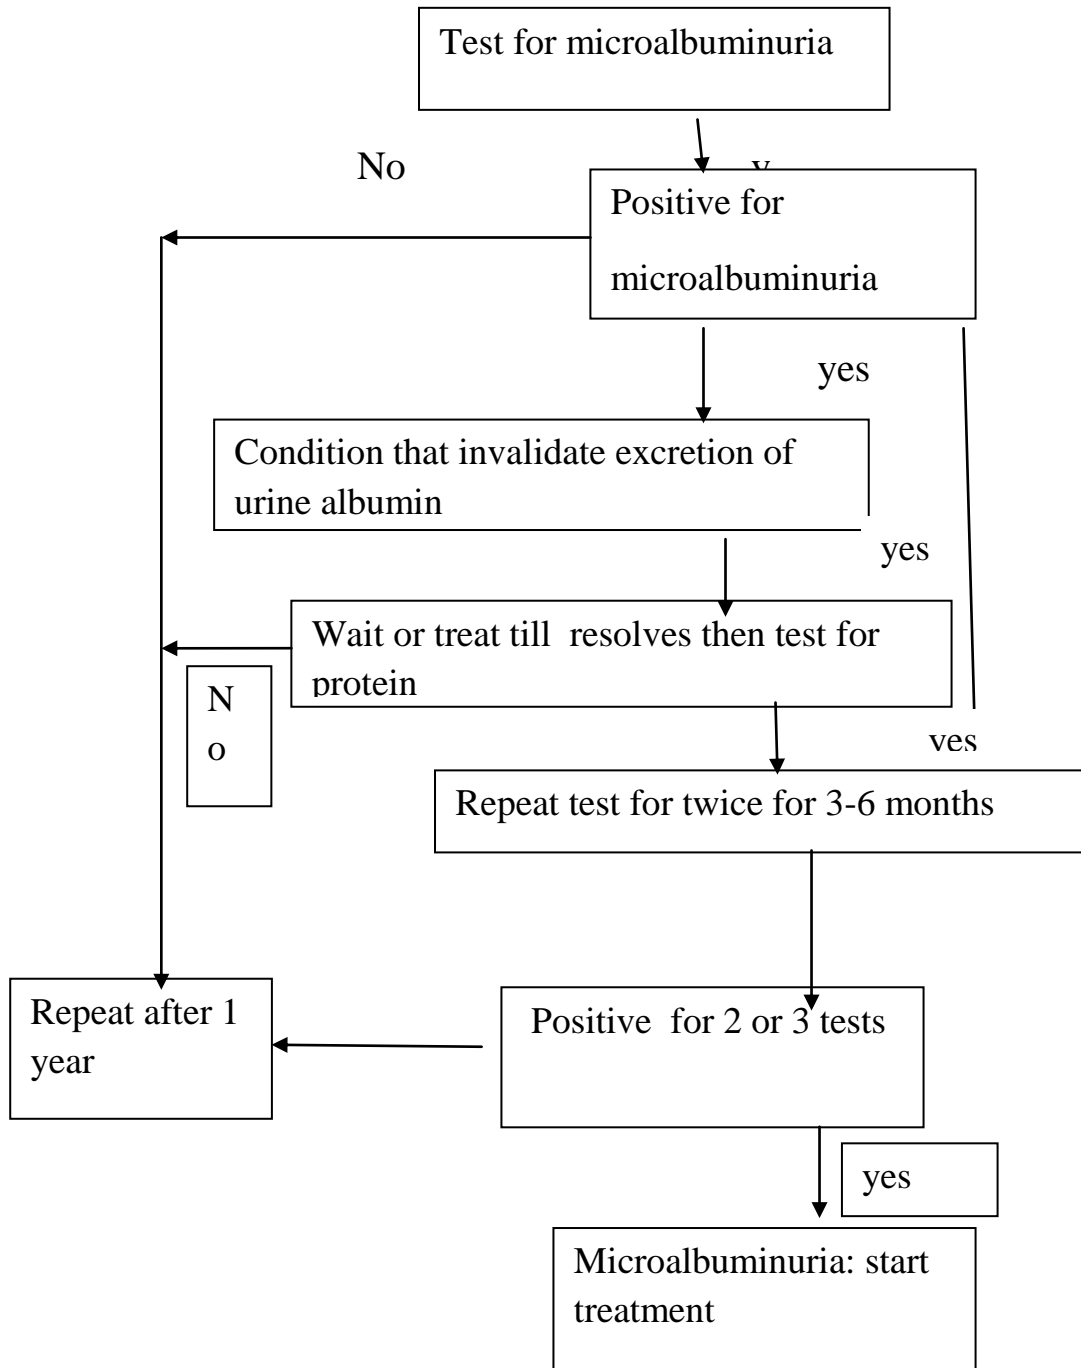 Test for microalbuminuria
No
Positive for
microalbuminuria
yes
Condition that invalidate excretion of
urine albumin
yes
Wait or treat till resolves then test for
protein
N
o
yes
Repeat test for twice for 3-6 months
Repeat after 1
year
Positive for 2 or 3 tests
yes
Microalbuminuria: start
treatment